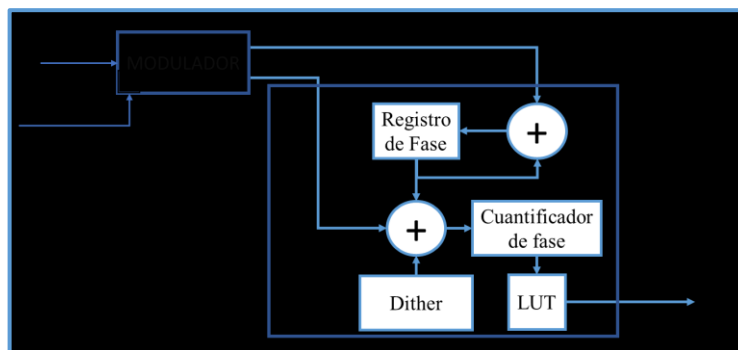 MODULADOR
Registro
de Fase
+
+
Cuantificador
de fase
Dither
LUT